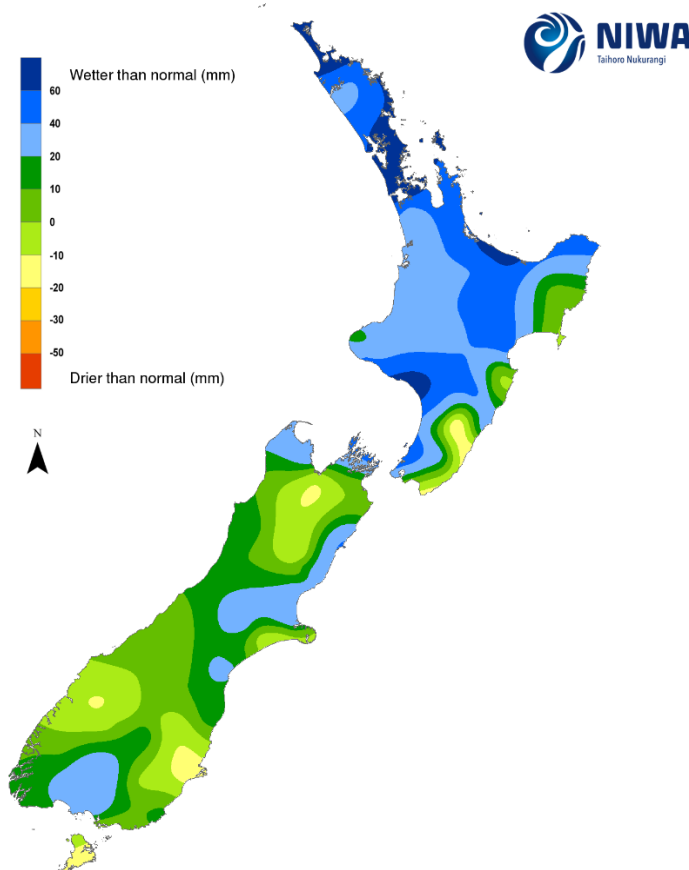 NIWA
Taihoro Nukurangi
Wetter than normal (mm)
60
40
20
10
0
-10
-20
-30
-50
Drier than normal (mm)
N